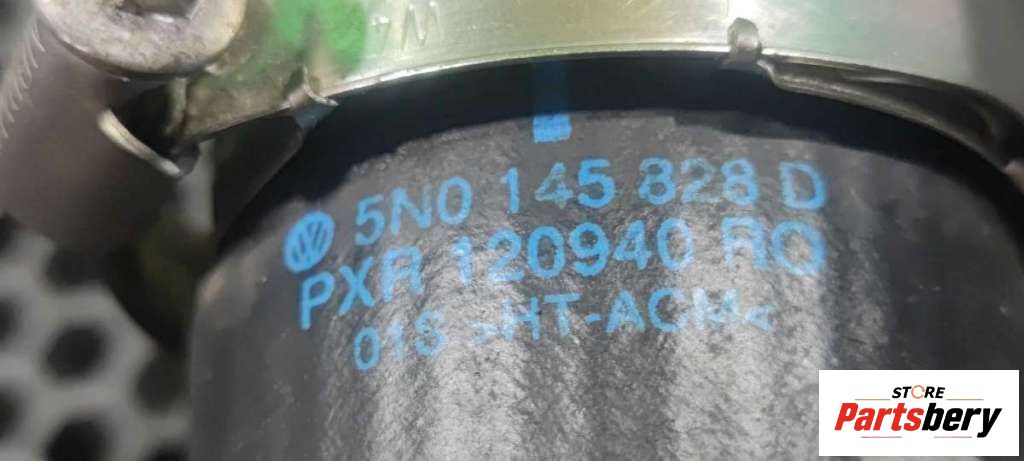 5N0 145 828 D
PXR 120940 RO
01S >HT-ACM<
STORE
Partsbery